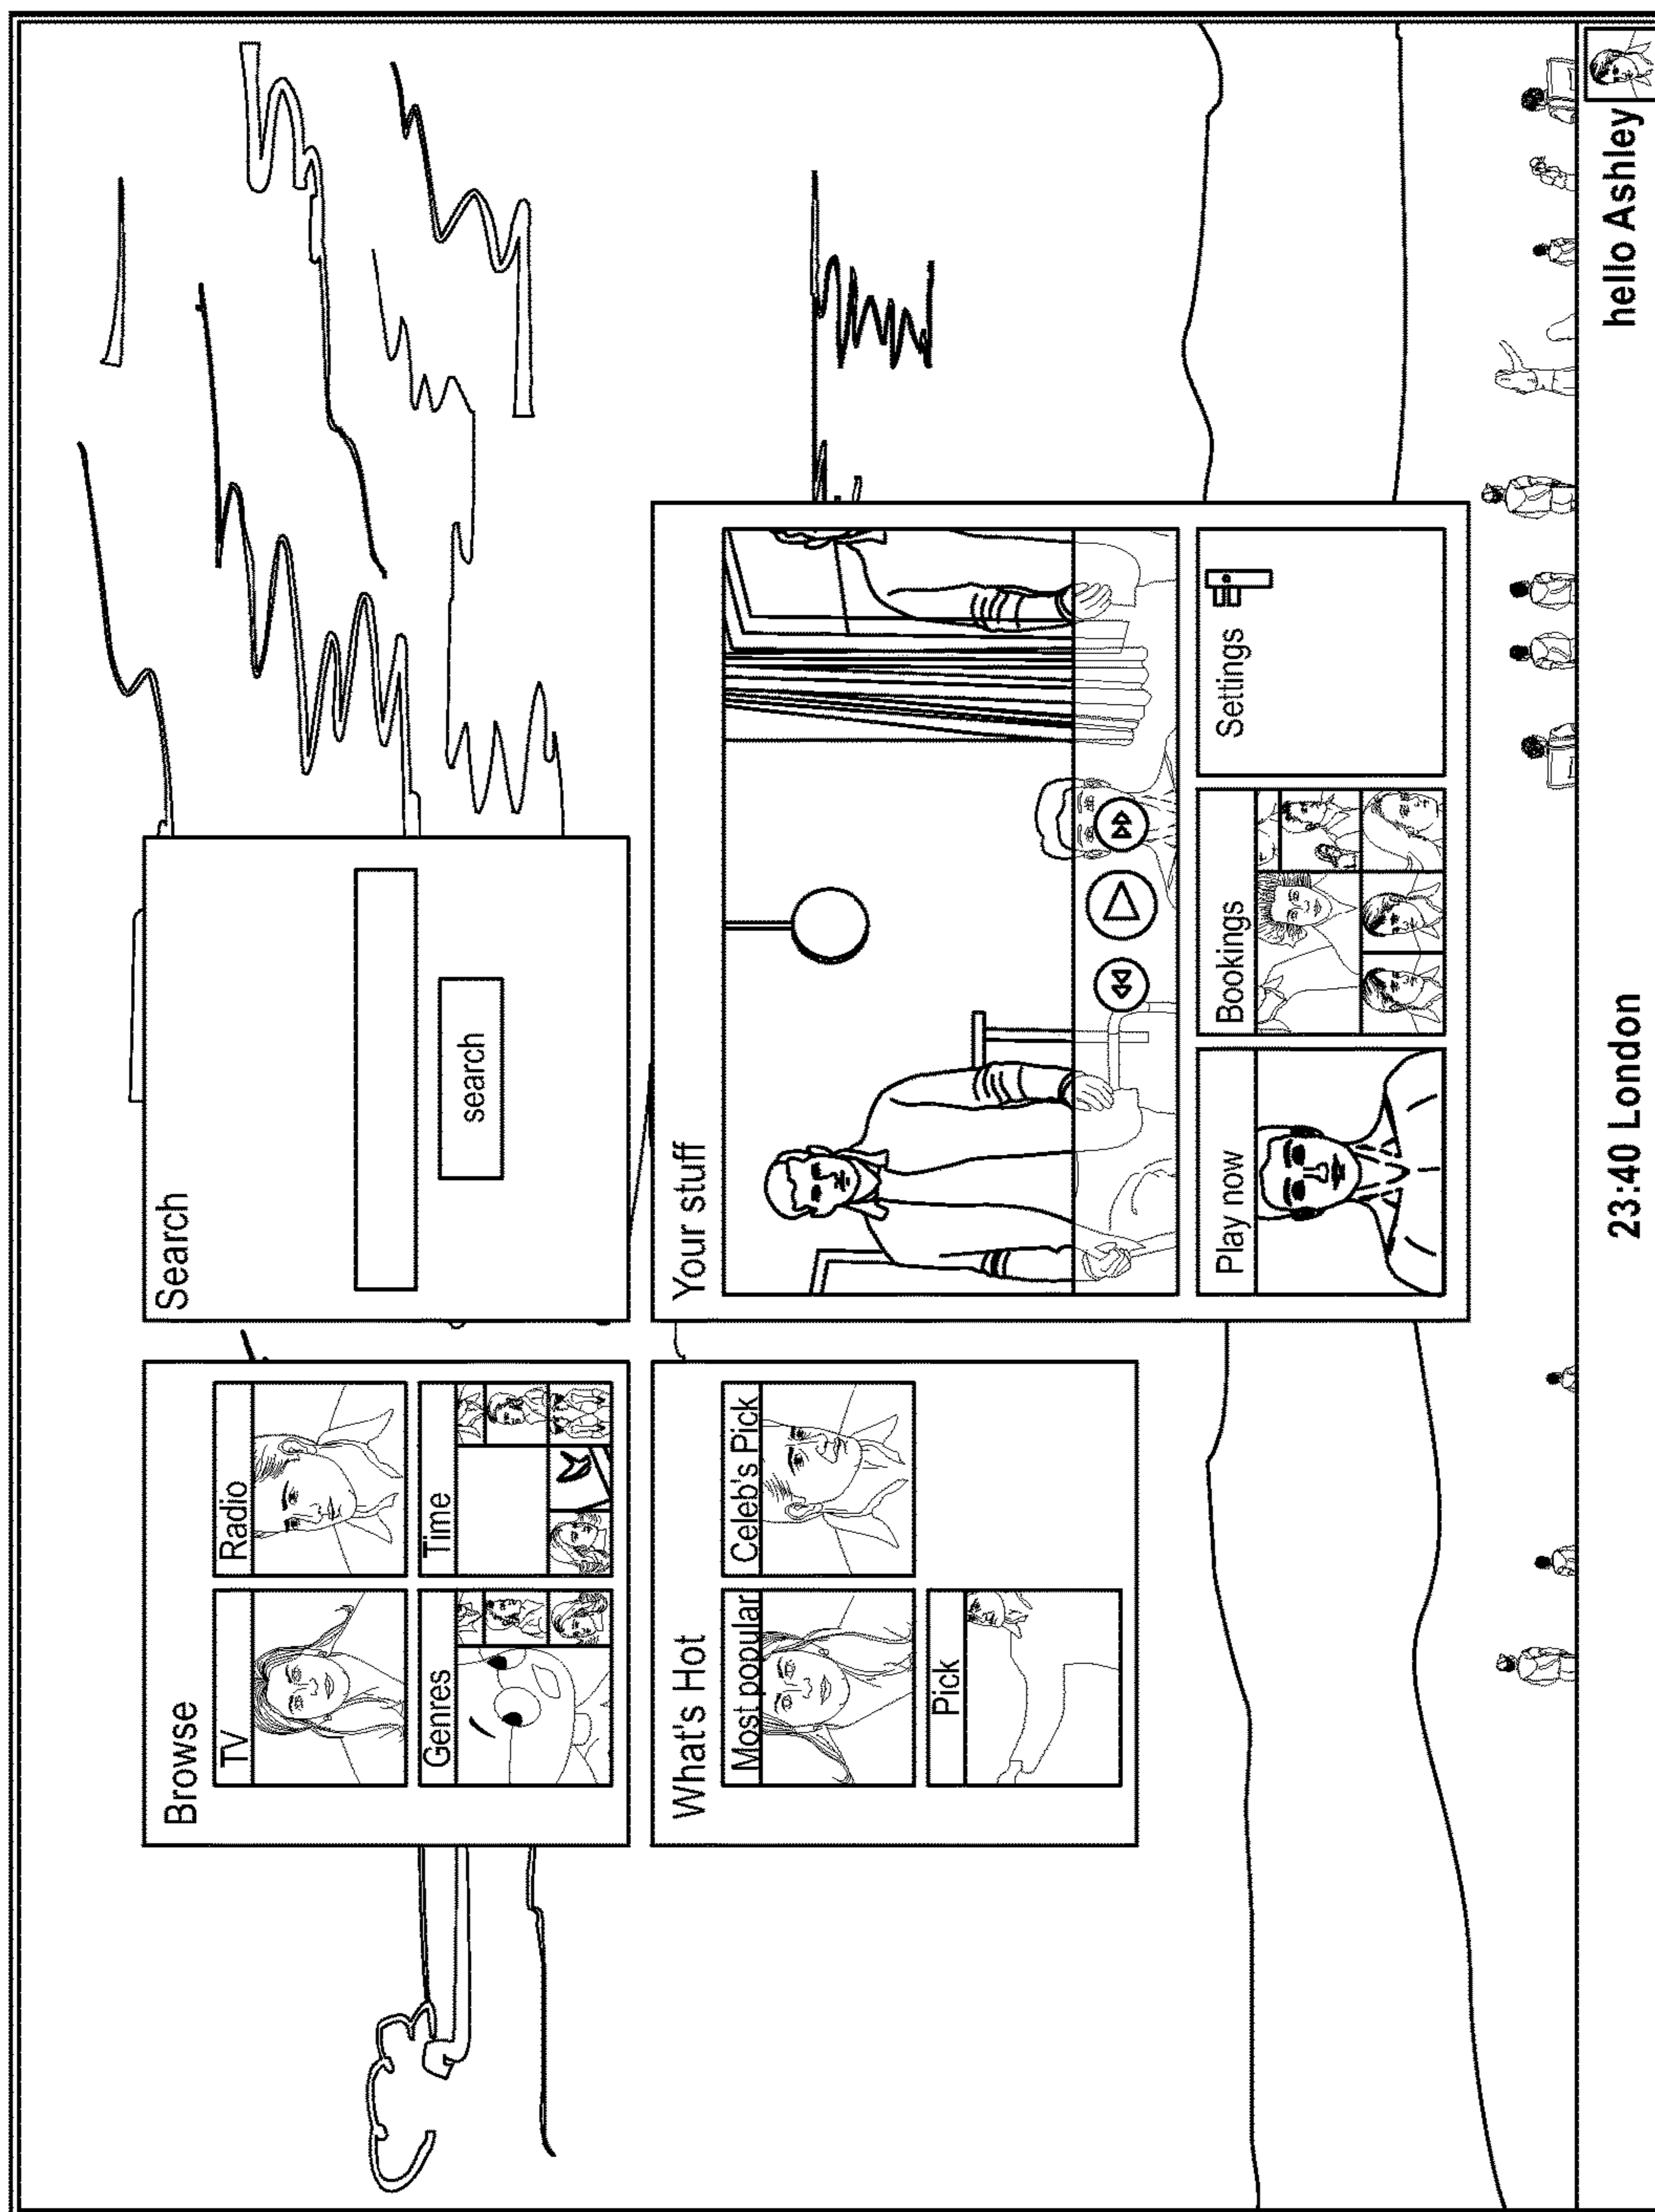 Browse
TV
Radio
Genres
Time
Search
search
What's Hot
Most popular
Celeb's Pick
Pick
Your stuff
Play now
Bookings
Settings
23:40 London
hello Ashley